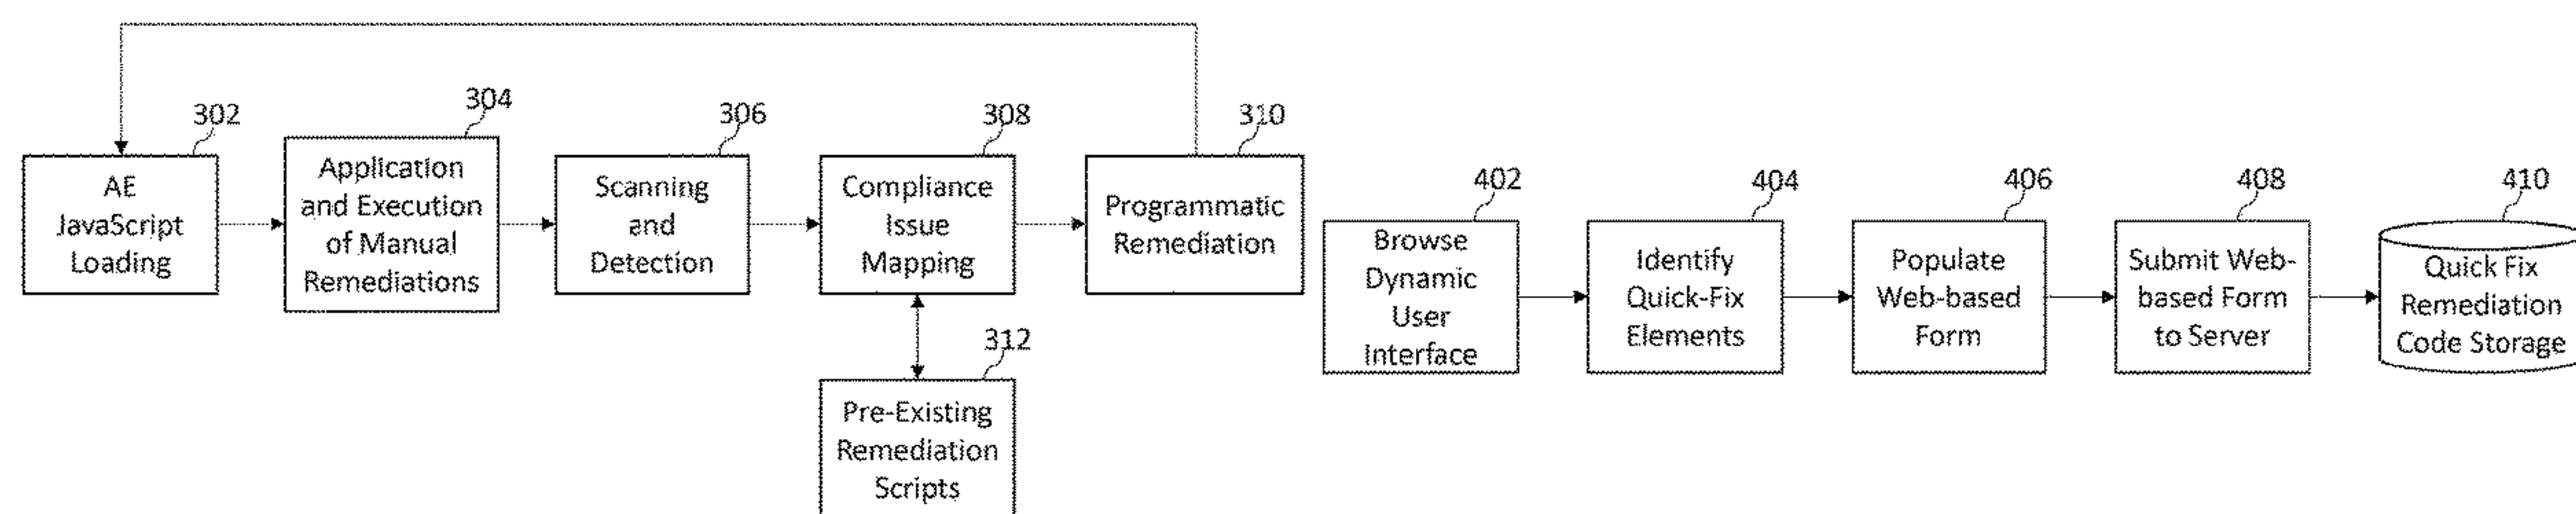 302
AE
JavaScript
Loading
304
Application
and Execution
of Manual
Remediations
306
Scanning
and
Detection
308
Compliance
Issue
Mapping
310
Programmatic
Remediation
312
Pre-Existing
Remediation
Scripts
402
Browse
Dynamic
User
Interface
404
Identify
Quick-Fix
Elements
406
Populate
Web-based
Form
408
Submit Web-
based Form
to Server
410
Quick Fix
Remediation
Code Storage